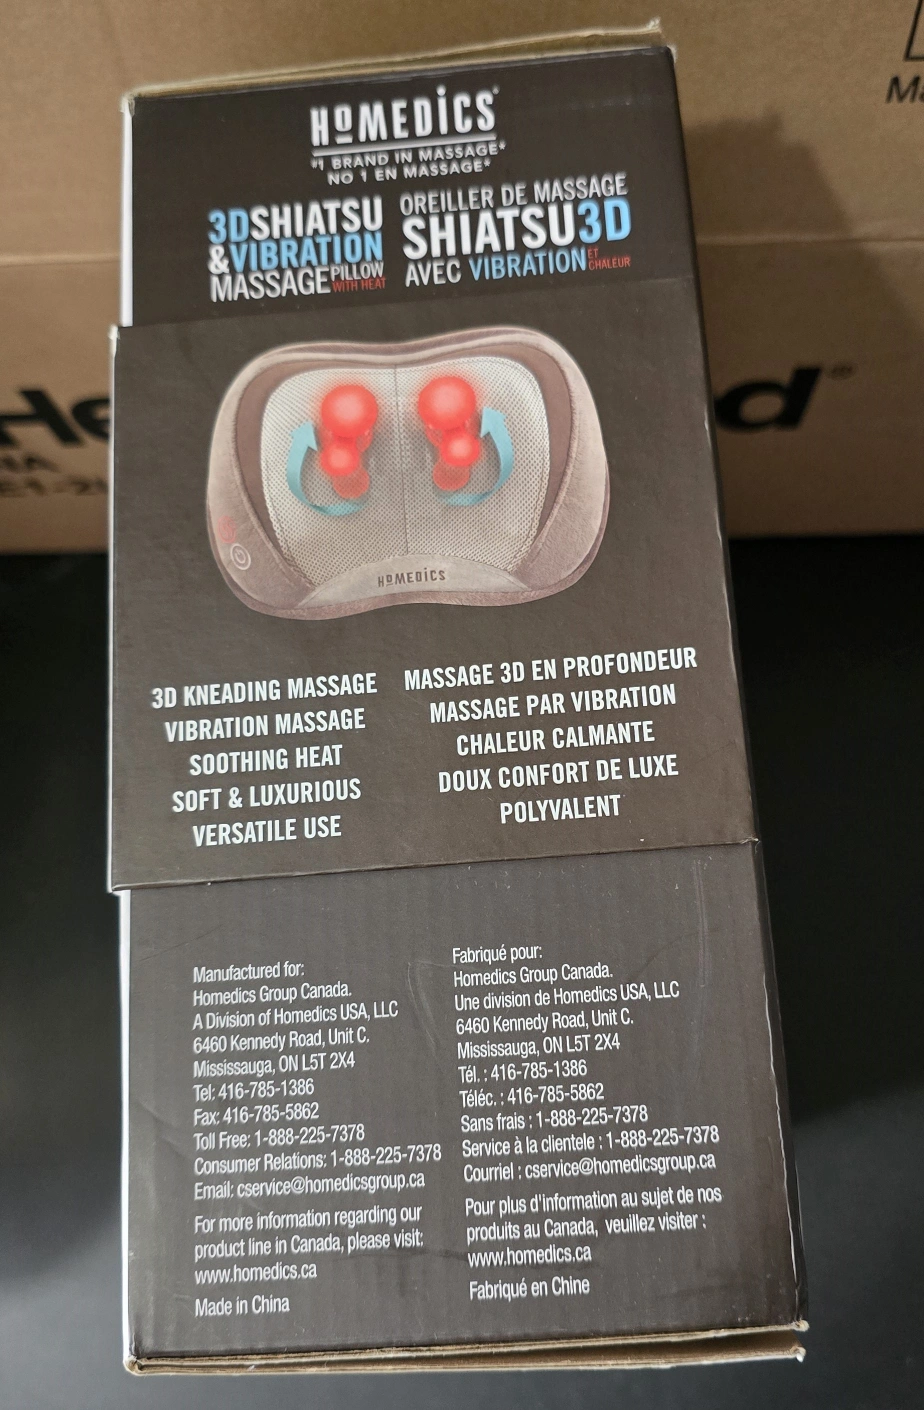 HoMEDiCS
#1 BRAND IN MASSAGE*
NO 1 EN MASSAGE*
3DSHIATSU
&VIBRATION
MASSAGE PILLOW
WITH HEAT
OREILLER DE MASSAGE
SHIATSU3D
AVEC VIBRATION ET
CHALEUR
HoMEDiCS
3D KNEADING MASSAGE
VIBRATION MASSAGE
SOOTHING HEAT
SOFT & LUXURIOUS
VERSATILE USE
MASSAGE 3D EN PROFONDEUR
MASSAGE PAR VIBRATION
CHALEUR CALMANTE
DOUX CONFORT DE LUXE
POLYVALENT
Manufactured for:
Homedics Group Canada.
A Division of Homedics USA, LLC
6460 Kennedy Road, Unit C.
Mississauga, ON L5T 2X4
Tel: 416-785-1386
Fax: 416-785-5862
Toll Free: 1-888-225-7378
Consumer Relations: 1-888-225-7378
Email: cservice@homedicsgroup.ca
For more information regarding our
product line in Canada, please visit:
www.homedics.ca
Made in China
Fabriqué pour:
Homedics Group Canada.
Une division de Homedics USA, LLC
6460 Kennedy Road, Unit C.
Mississauga, ON L5T 2X4
Tél. : 416-785-1386
Téléc. : 416-785-5862
Sans frais : 1-888-225-7378
Service à la clientele : 1-888-225-7378
Courriel : cservice@homedicsgroup.ca
Pour plus d'information au sujet de nos
produits au Canada, veuillez visiter :
www.homedics.ca
Fabriqué en Chine